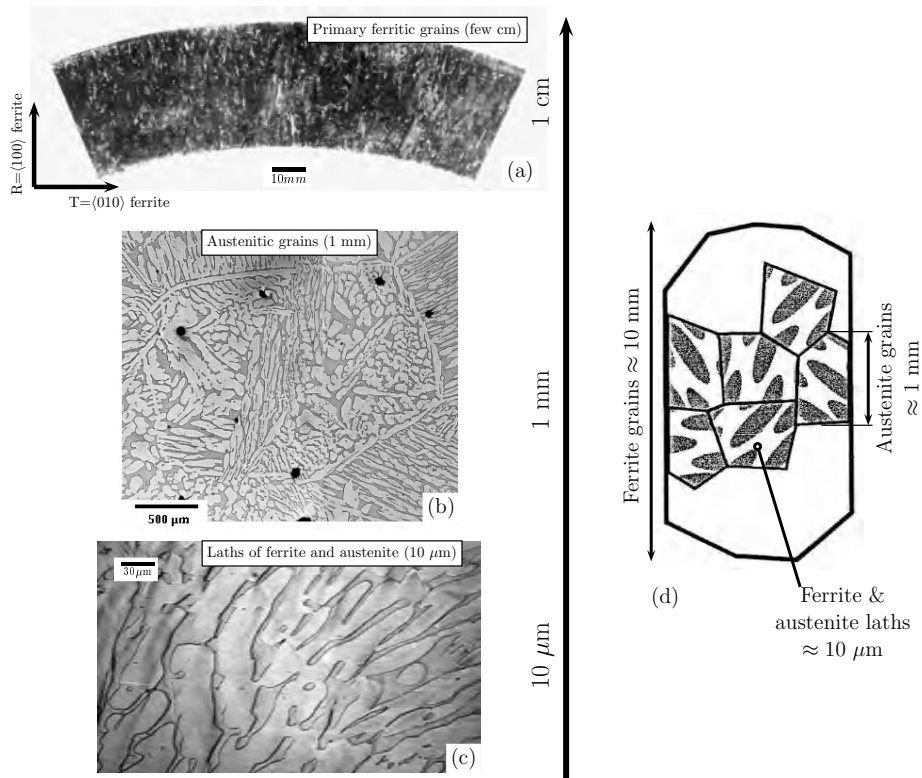 Primary ferritic grains (few cm)
R=⟨100⟩ ferrite
T=⟨010⟩ ferrite
10mm
(a)
1 cm
Austenitic grains (1 mm)
500 μm
(b)
1 mm
Laths of ferrite and austenite (10 μm)
30μm
(c)
10 μm
Ferrite grains ≈ 10 mm
Austenite grains
≈ 1 mm
(d)
Ferrite &
austenite laths
≈ 10 μm